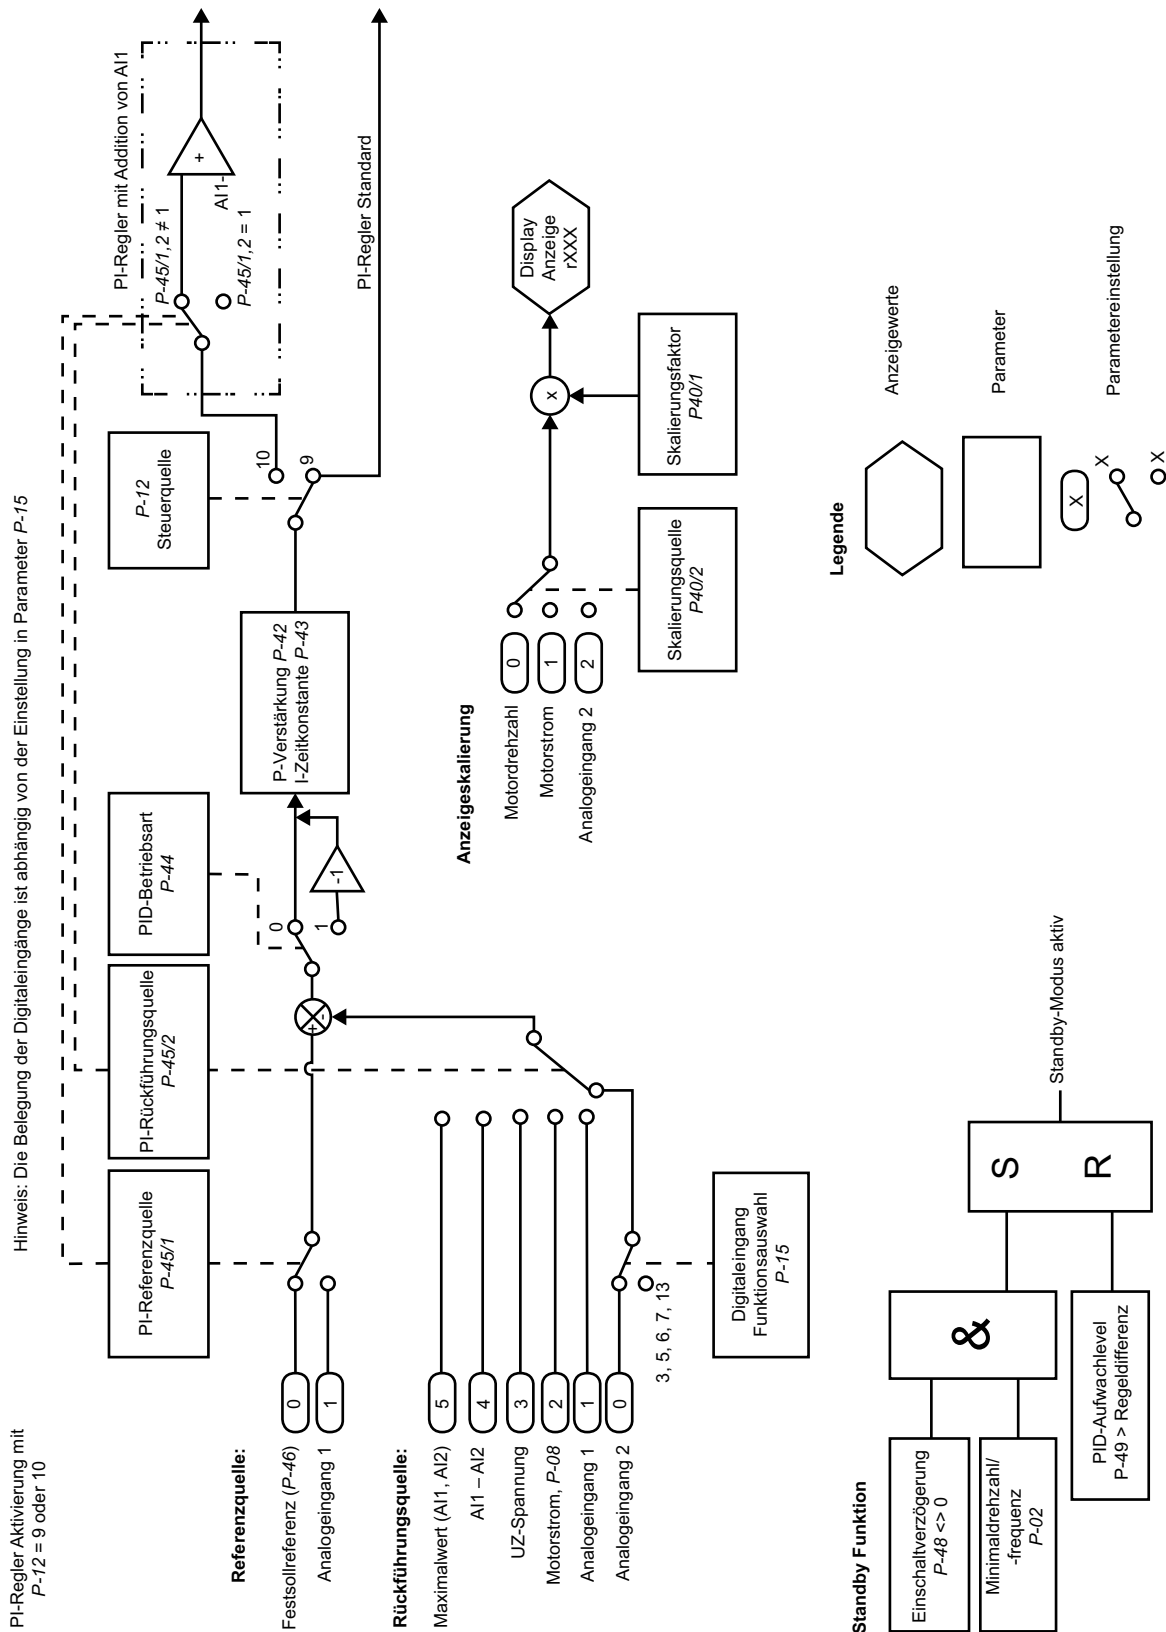 PI-Regler Aktivierung mit
P-12 = 9 oder 10
Hinweis: Die Belegung der Digitaleingänge ist abhängig von der Einstellung in Parameter P-15
PI-Referenzquelle
P-45/1
PI-Rückführungsquelle
P-45/2
PID-Betriebsart
P-44
P-12
Steuerquelle
PI-Regler mit Addition von AI1
P-45/1,2 ≠ 1
P-45/1,2 = 1
AI1-
+
10
9
PI-Regler Standard
P-Verstärkung P-42
I-Zeitkonstante P-43
0
1
-1
+
-
Referenzquelle:
Festsollreferenz (P-46)
0
Analogeingang 1
1
Rückführungsquelle:
Maximalwert (AI1, AI2)
5
AI1 – AI2
4
UZ-Spannung
3
Motorstrom, P-08
2
Analogeingang 1
1
Analogeingang 2
0
3, 5, 6, 7, 13
Digitaleingang
Funktionsauswahl
P-15
Anzeigeskalierung
Motordrehzahl
0
Motorstrom
1
Analogeingang 2
2
Skalierungsquelle
P40/2
Skalierungsfaktor
P40/1
x
Display
Anzeige
rXXX
Standby Funktion
Einschaltverzögerung
P-48 <> 0
Minimaldrehzahl/
-frequenz
P-02
&
PID-Aufwachlevel
P-49 > Regeldifferenz
S
R
Standby-Modus aktiv
Legende
Anzeigewerte
Parameter
Parametereinstellung
X
X
X